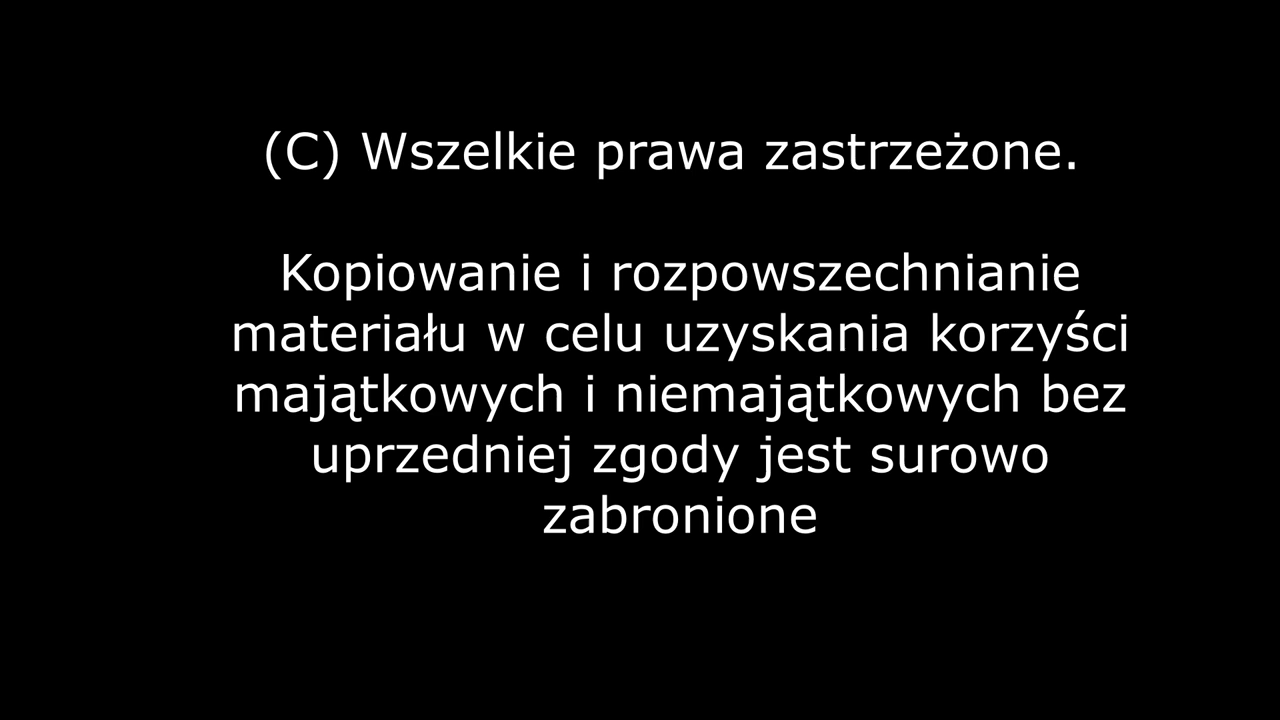 (C) Wszelkie prawa zastrzeżone.
Kopiowanie i rozpowszechnianie
materiału w celu uzyskania korzyści
majątkowych i niemajątkowych bez
uprzedniej zgody jest surowo
zabronione